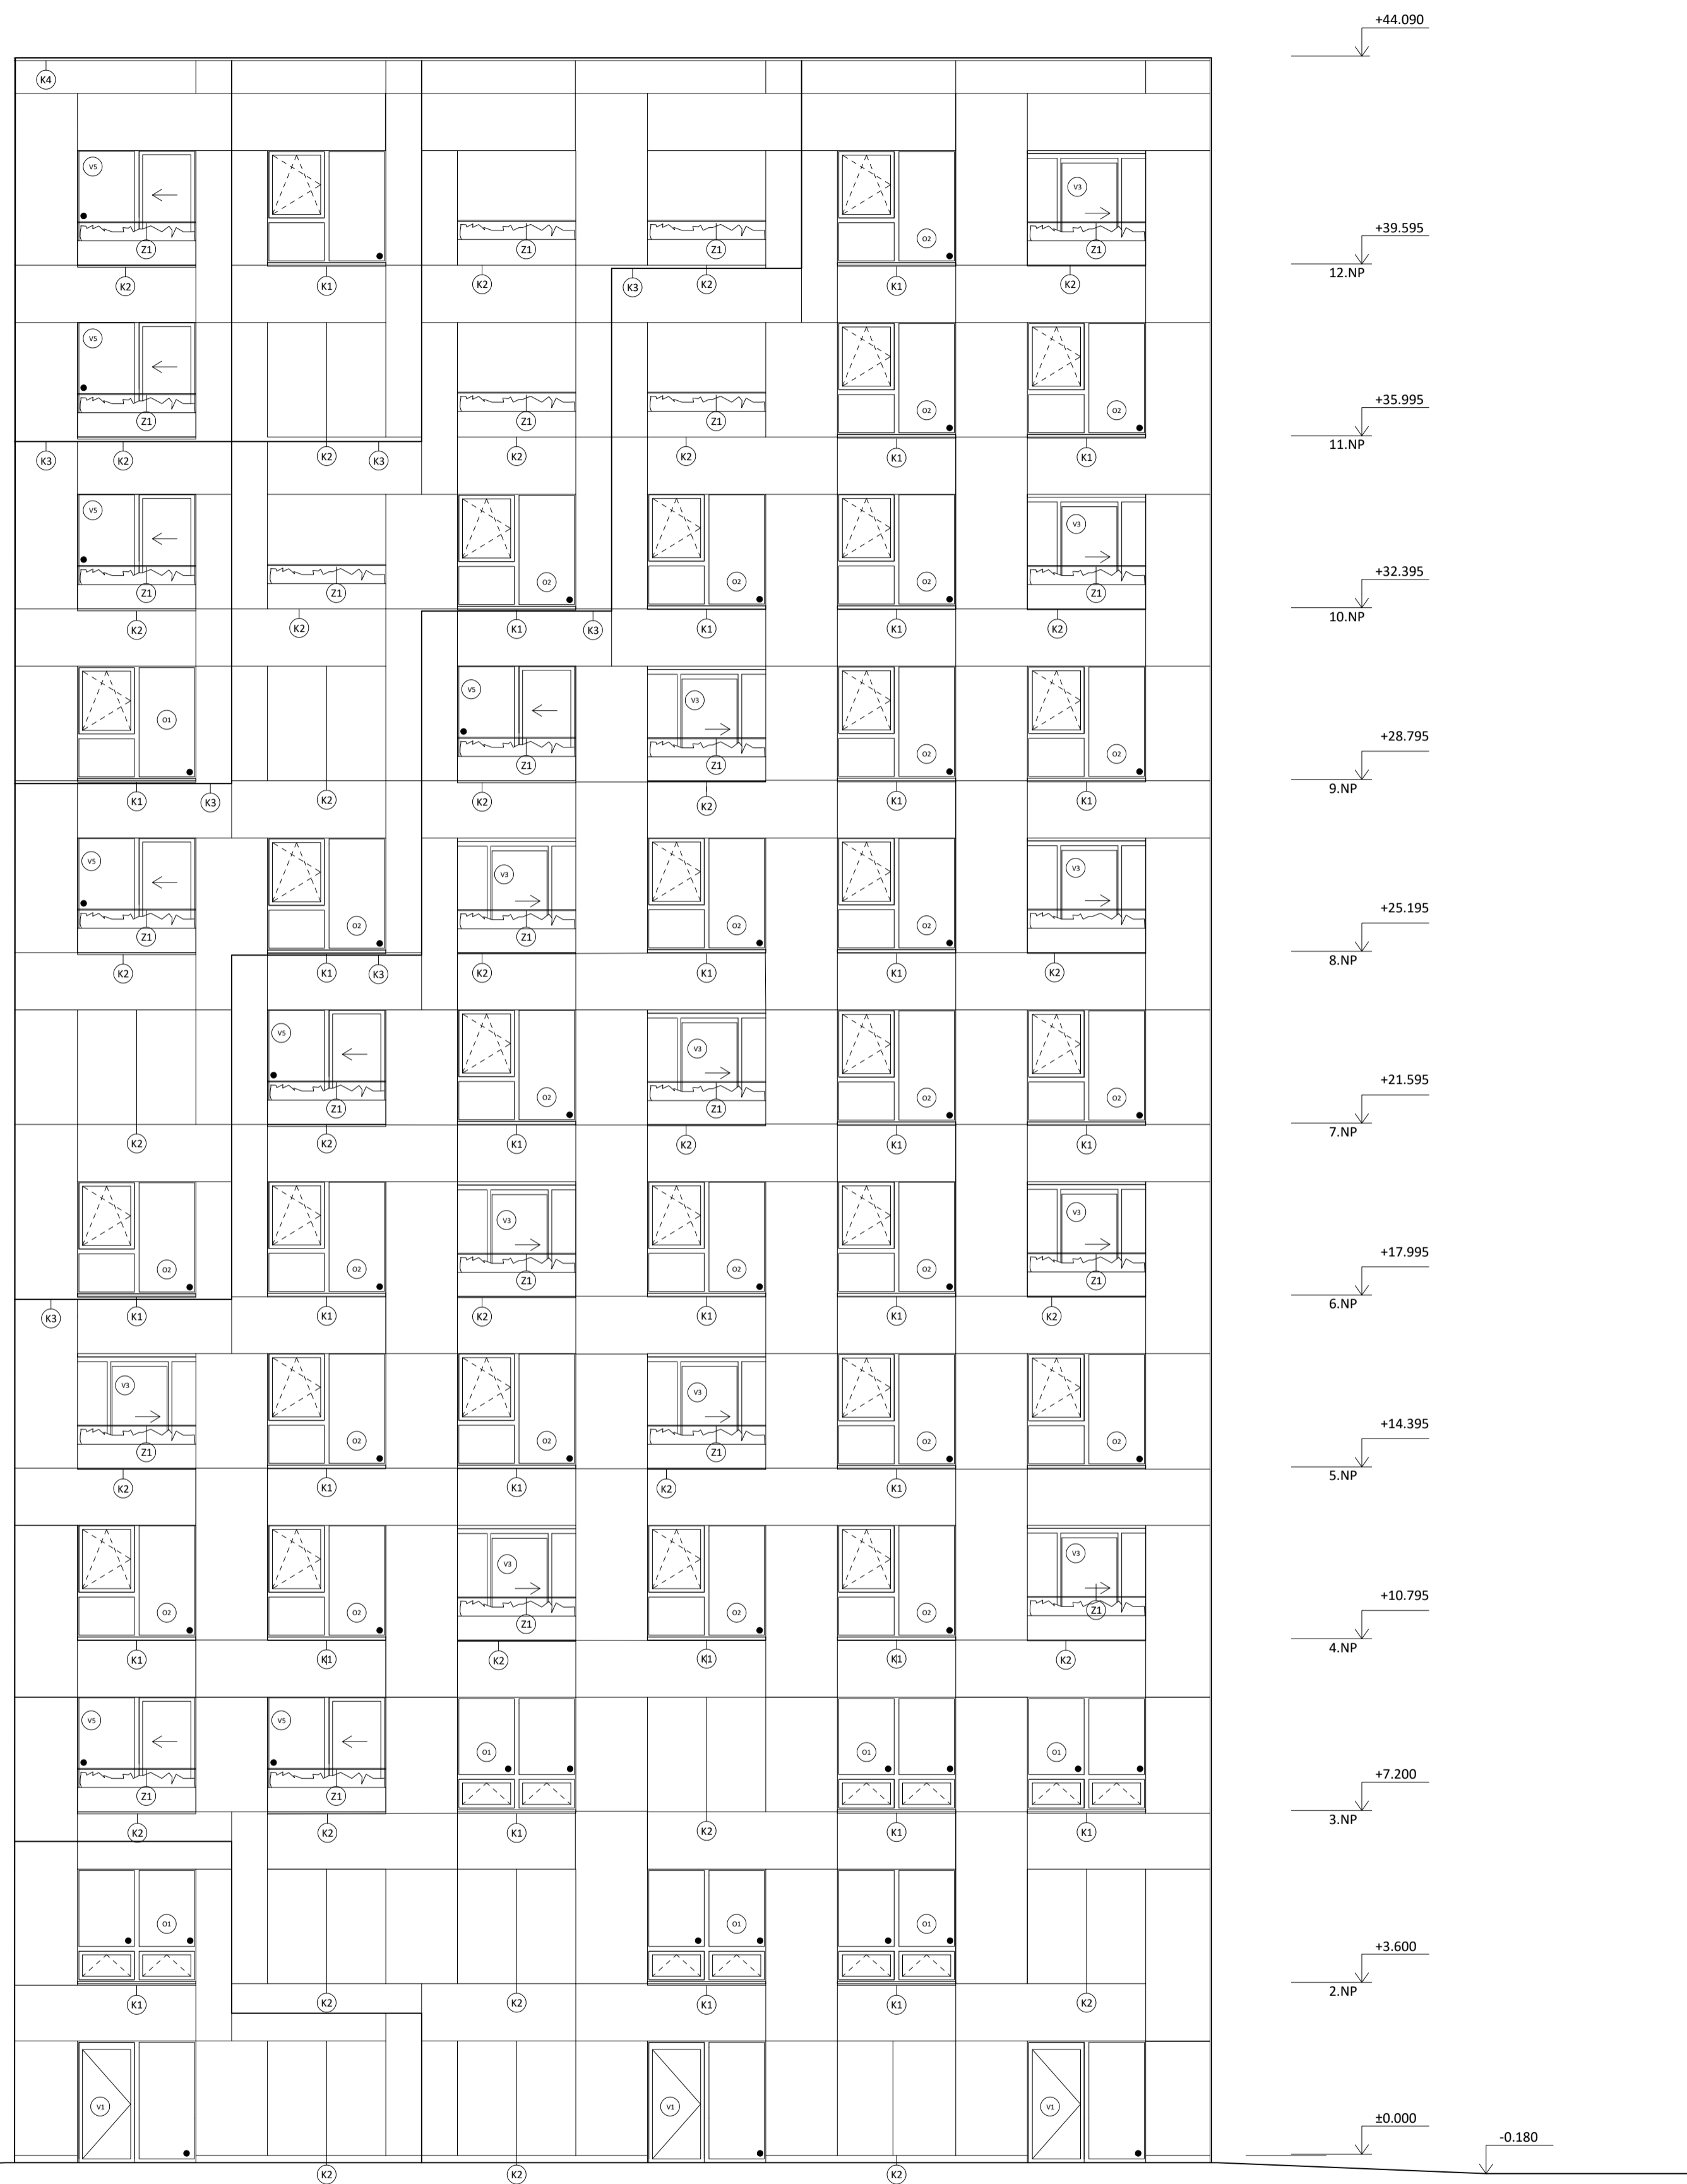 +44.090
K4
V5
V3
O2
Z1 Z1 Z1 Z1
+39.595
12.NP
K2 K1 K2 K3 K2 K1 K2
V5
O2 O2
Z1 Z1 Z1
+35.995
11.NP
K3 K2 K2 K3 K2 K2 K1 K1
V5 V3
O2 O2 O2
Z1 Z1 Z1
+32.395
10.NP
K2 K2 K1 K3 K1 K1 K2
V5 V3
O1 O2 O2
Z1 Z1
+28.795
9.NP
K1 K3 K2 K2 K2 K1 K1
V5 V3 V3
O2 O2 O2
Z1 Z1
+25.195
8.NP
K2 K1 K3 K2 K1 K1 K2
V5 V3
O2 O2 O2
Z1 Z1
+21.595
7.NP
K2 K2 K1 K2 K1 K1
V3 V3
O2 O2 O2 O2
Z1 Z1
+17.995
6.NP
K3 K1 K1 K2 K1 K1 K2
V3 V3
O2 O2 O2 O2
Z1 Z1
+14.395
5.NP
K2 K1 K1 K2 K1
V3 V3
O2 O2 O2 O2
Z1 Z1
+10.795
4.NP
K1 K1 K2 K1 K1 K2
V5 V5
O1 O1 O1
Z1 Z1
+7.200
3.NP
K2 K2 K1 K2 K1 K1
O1 O1 O1
+3.600
2.NP
K1 K2 K2 K1 K1 K2
V1 V1 V1
±0.000
-0.180
K2 K2 K2